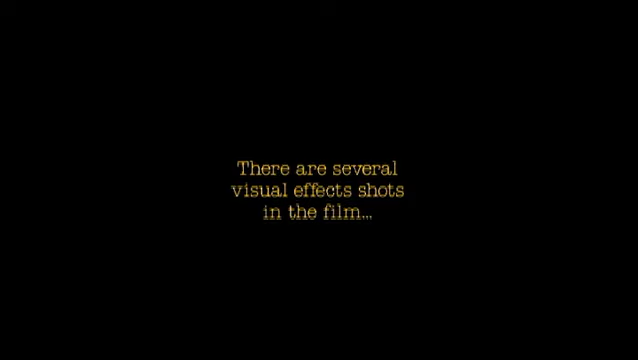 There are several
visual effects shots
in the film...